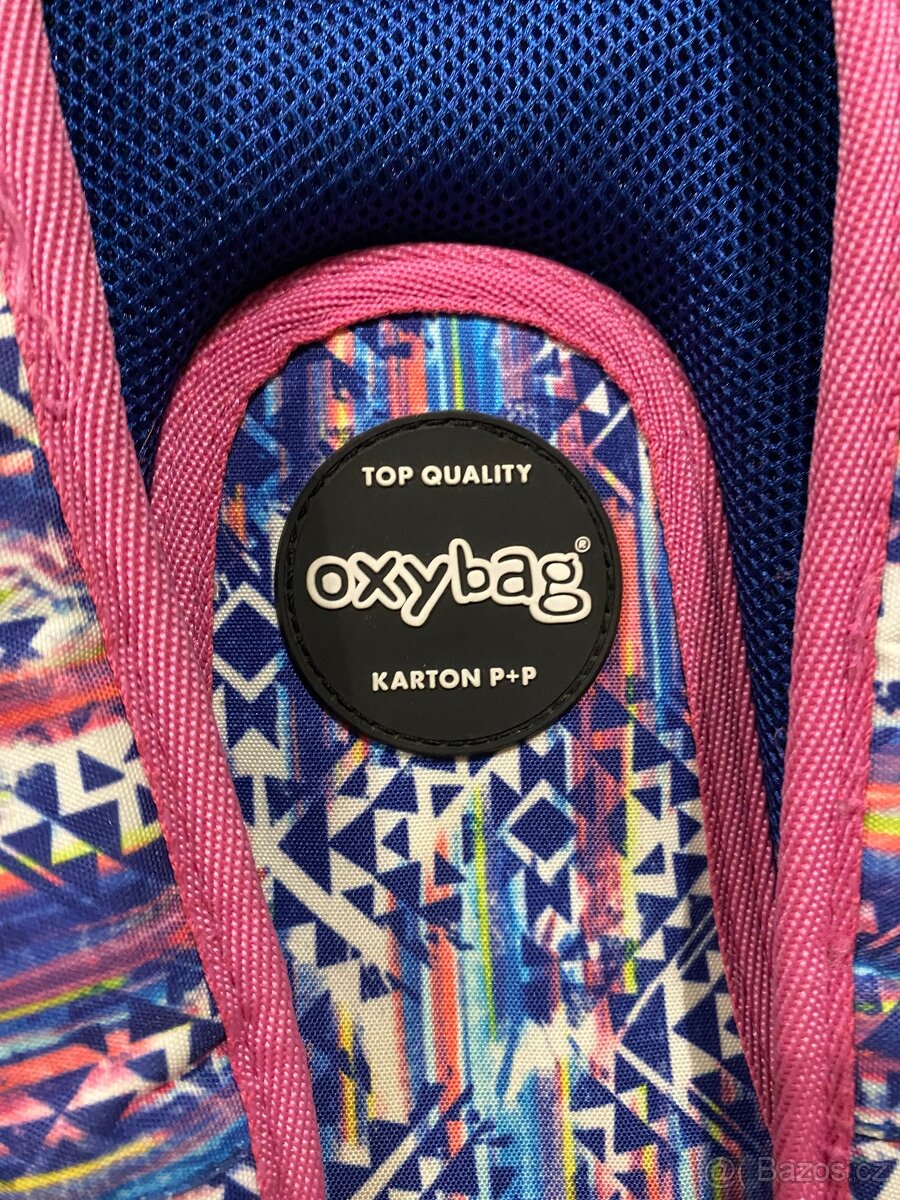 TOP QUALITY
oxybag®
KARTON P+P
@ Bazos.cz